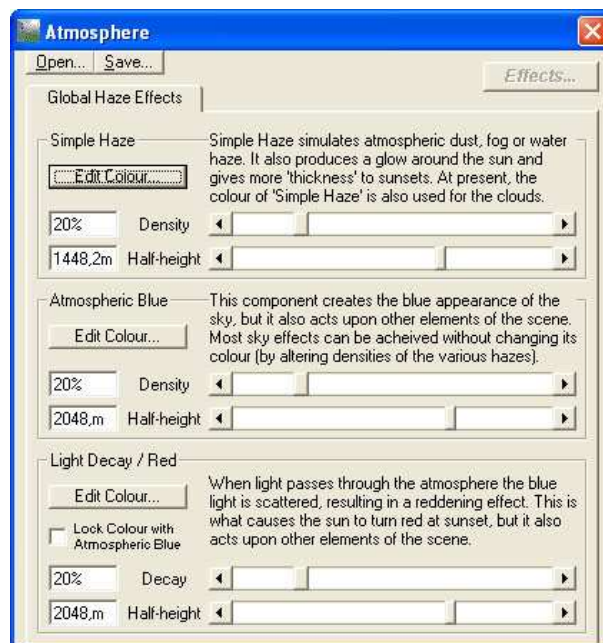 Atmosphere
Open... Save...
Effects...
Global Haze Effects
Simple Haze
Simple Haze simulates atmospheric dust, fog or water
haze. It also produces a glow around the sun and
gives more 'thickness' to sunsets. At present, the
colour of 'Simple Haze' is also used for the clouds.
Edit Colour...
20% Density
1448,2m Half-height
Atmospheric Blue
This component creates the blue appearance of the
sky, but it also acts upon other elements of the scene.
Most sky effects can be acheived without changing its
colour (by altering densities of the various hazes).
Edit Colour...
20% Density
2048,m Half-height
Light Decay / Red
When light passes through the atmosphere the blue
light is scattered, resulting in a reddening effect. This is
what causes the sun to turn red at sunset, but it also
acts upon other elements of the scene.
Edit Colour...
Lock Colour with
Atmospheric Blue
20% Decay
2048,m Half-height